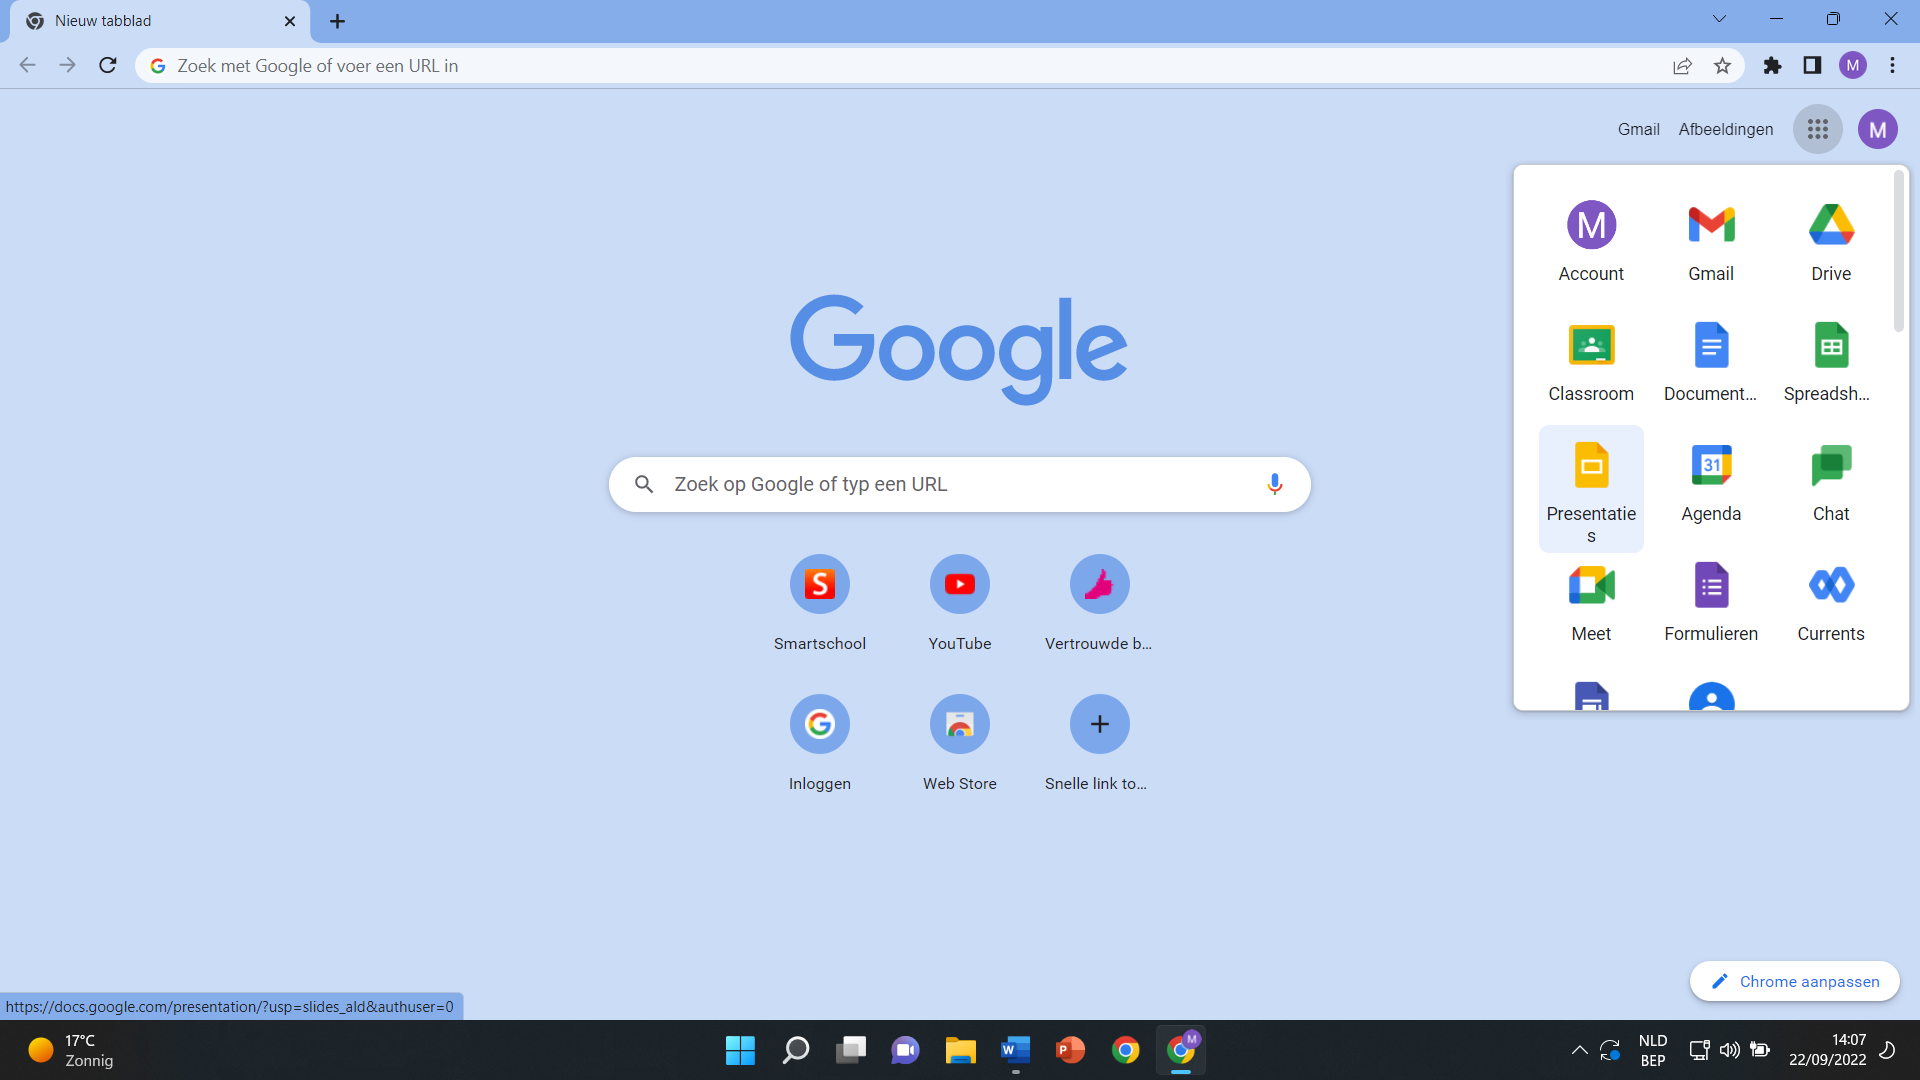 Nieuw tabblad
Zoek met Google of voer een URL in
M
Gmail Afbeeldingen
M
M
Account Gmail Drive
Classroom Document... Spreadsh...
31
Presentatie
s
Agenda Chat
Meet Formulieren Currents
Google
Zoek op Google of typ een URL
S
Smartschool YouTube Vertrouwde b...
G
Inloggen Web Store Snelle link to...
Chrome aanpassen
https://docs.google.com/presentation/?usp=slides_ald&authuser=0
17°C
Zonnig
W
P
M
NLD
BEP
14:07
22/09/2022